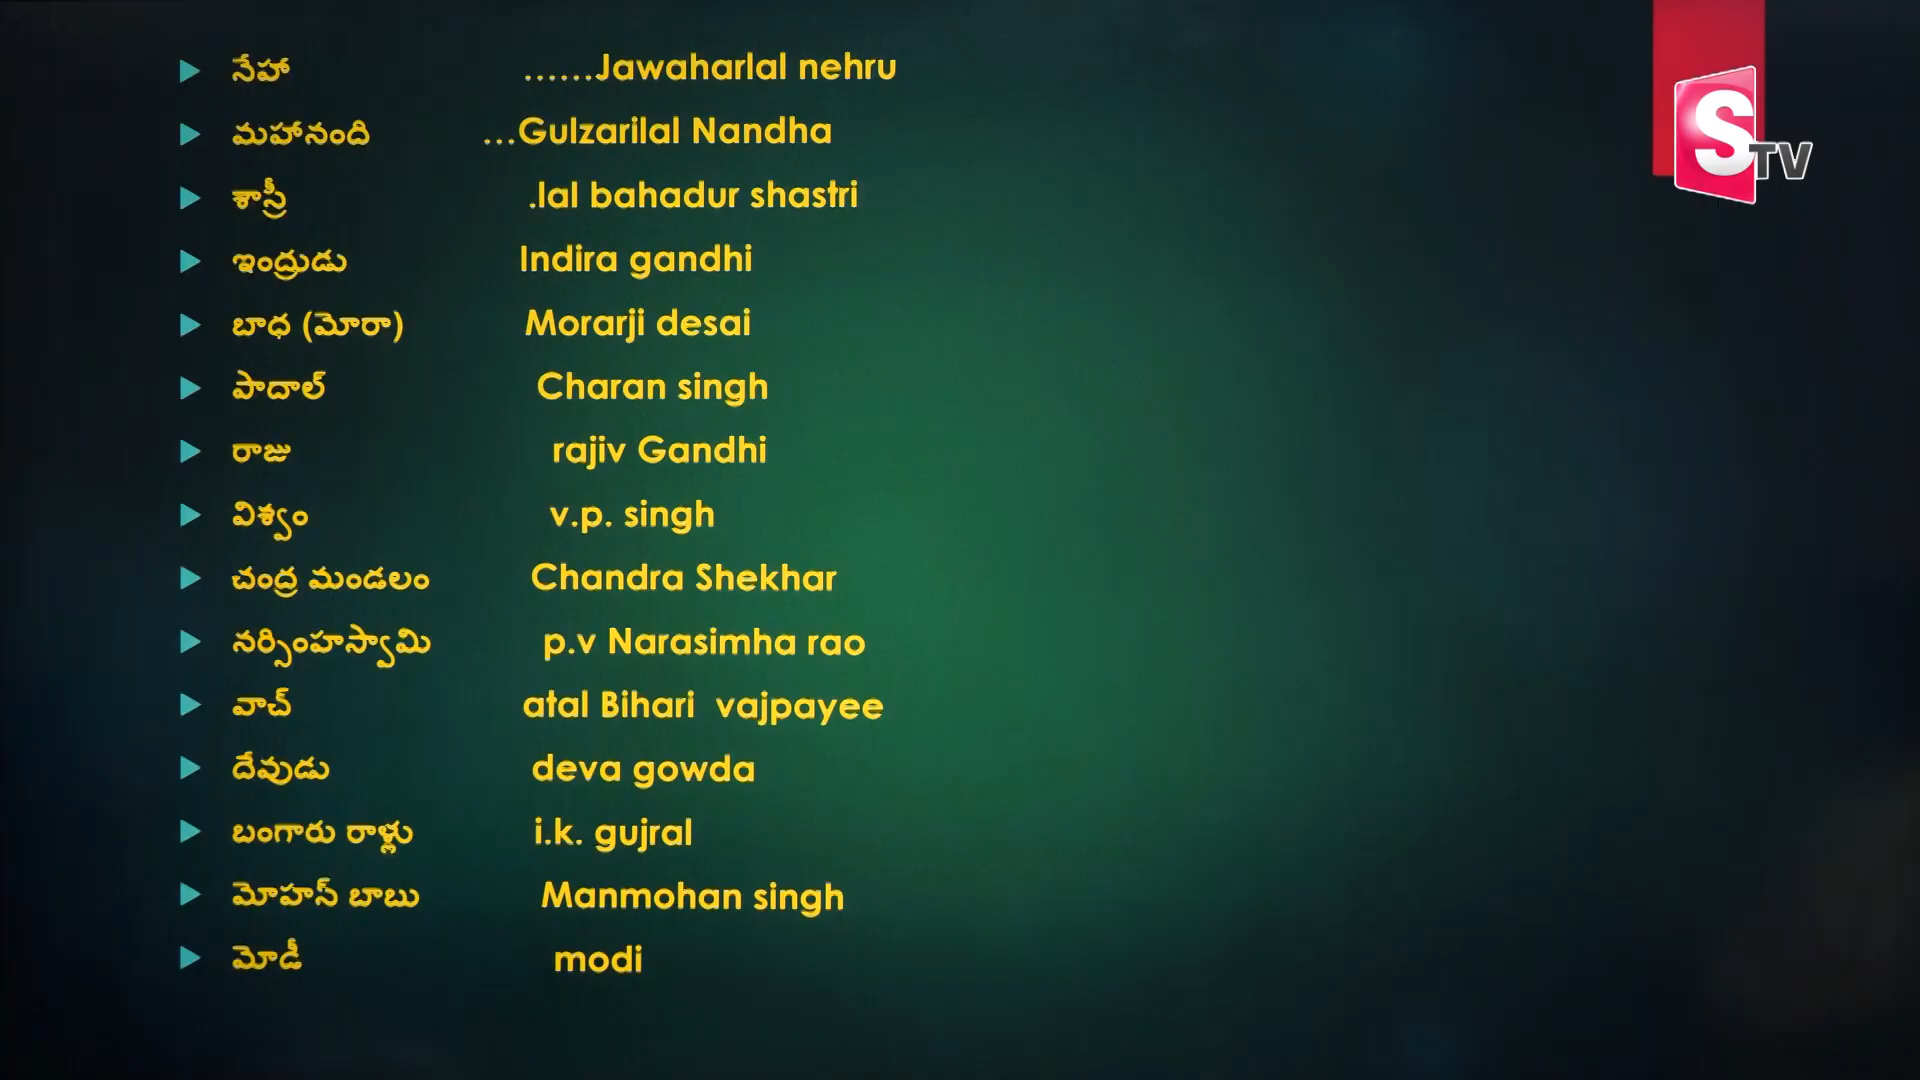 నేహా ......Jawaharlal nehru
మహానంది ...Gulzarilal Nandha
శాస్రీ .lal bahadur shastri
ఇంద్రుడు Indira gandhi
బాధ (మోరా) Morarji desai
పాదాల్ Charan singh
రాజు rajiv Gandhi
విశ్వం v.p. singh
చంద్ర మండలం Chandra Shekhar
నర్సింహస్వామి p.v Narasimha rao
వాచ్ atal Bihari vajpayee
దేవుడు deva gowda
బంగారు రాళ్లు i.k. gujral
మోహన్ బాబు Manmohan singh
మోడీ modi
STV